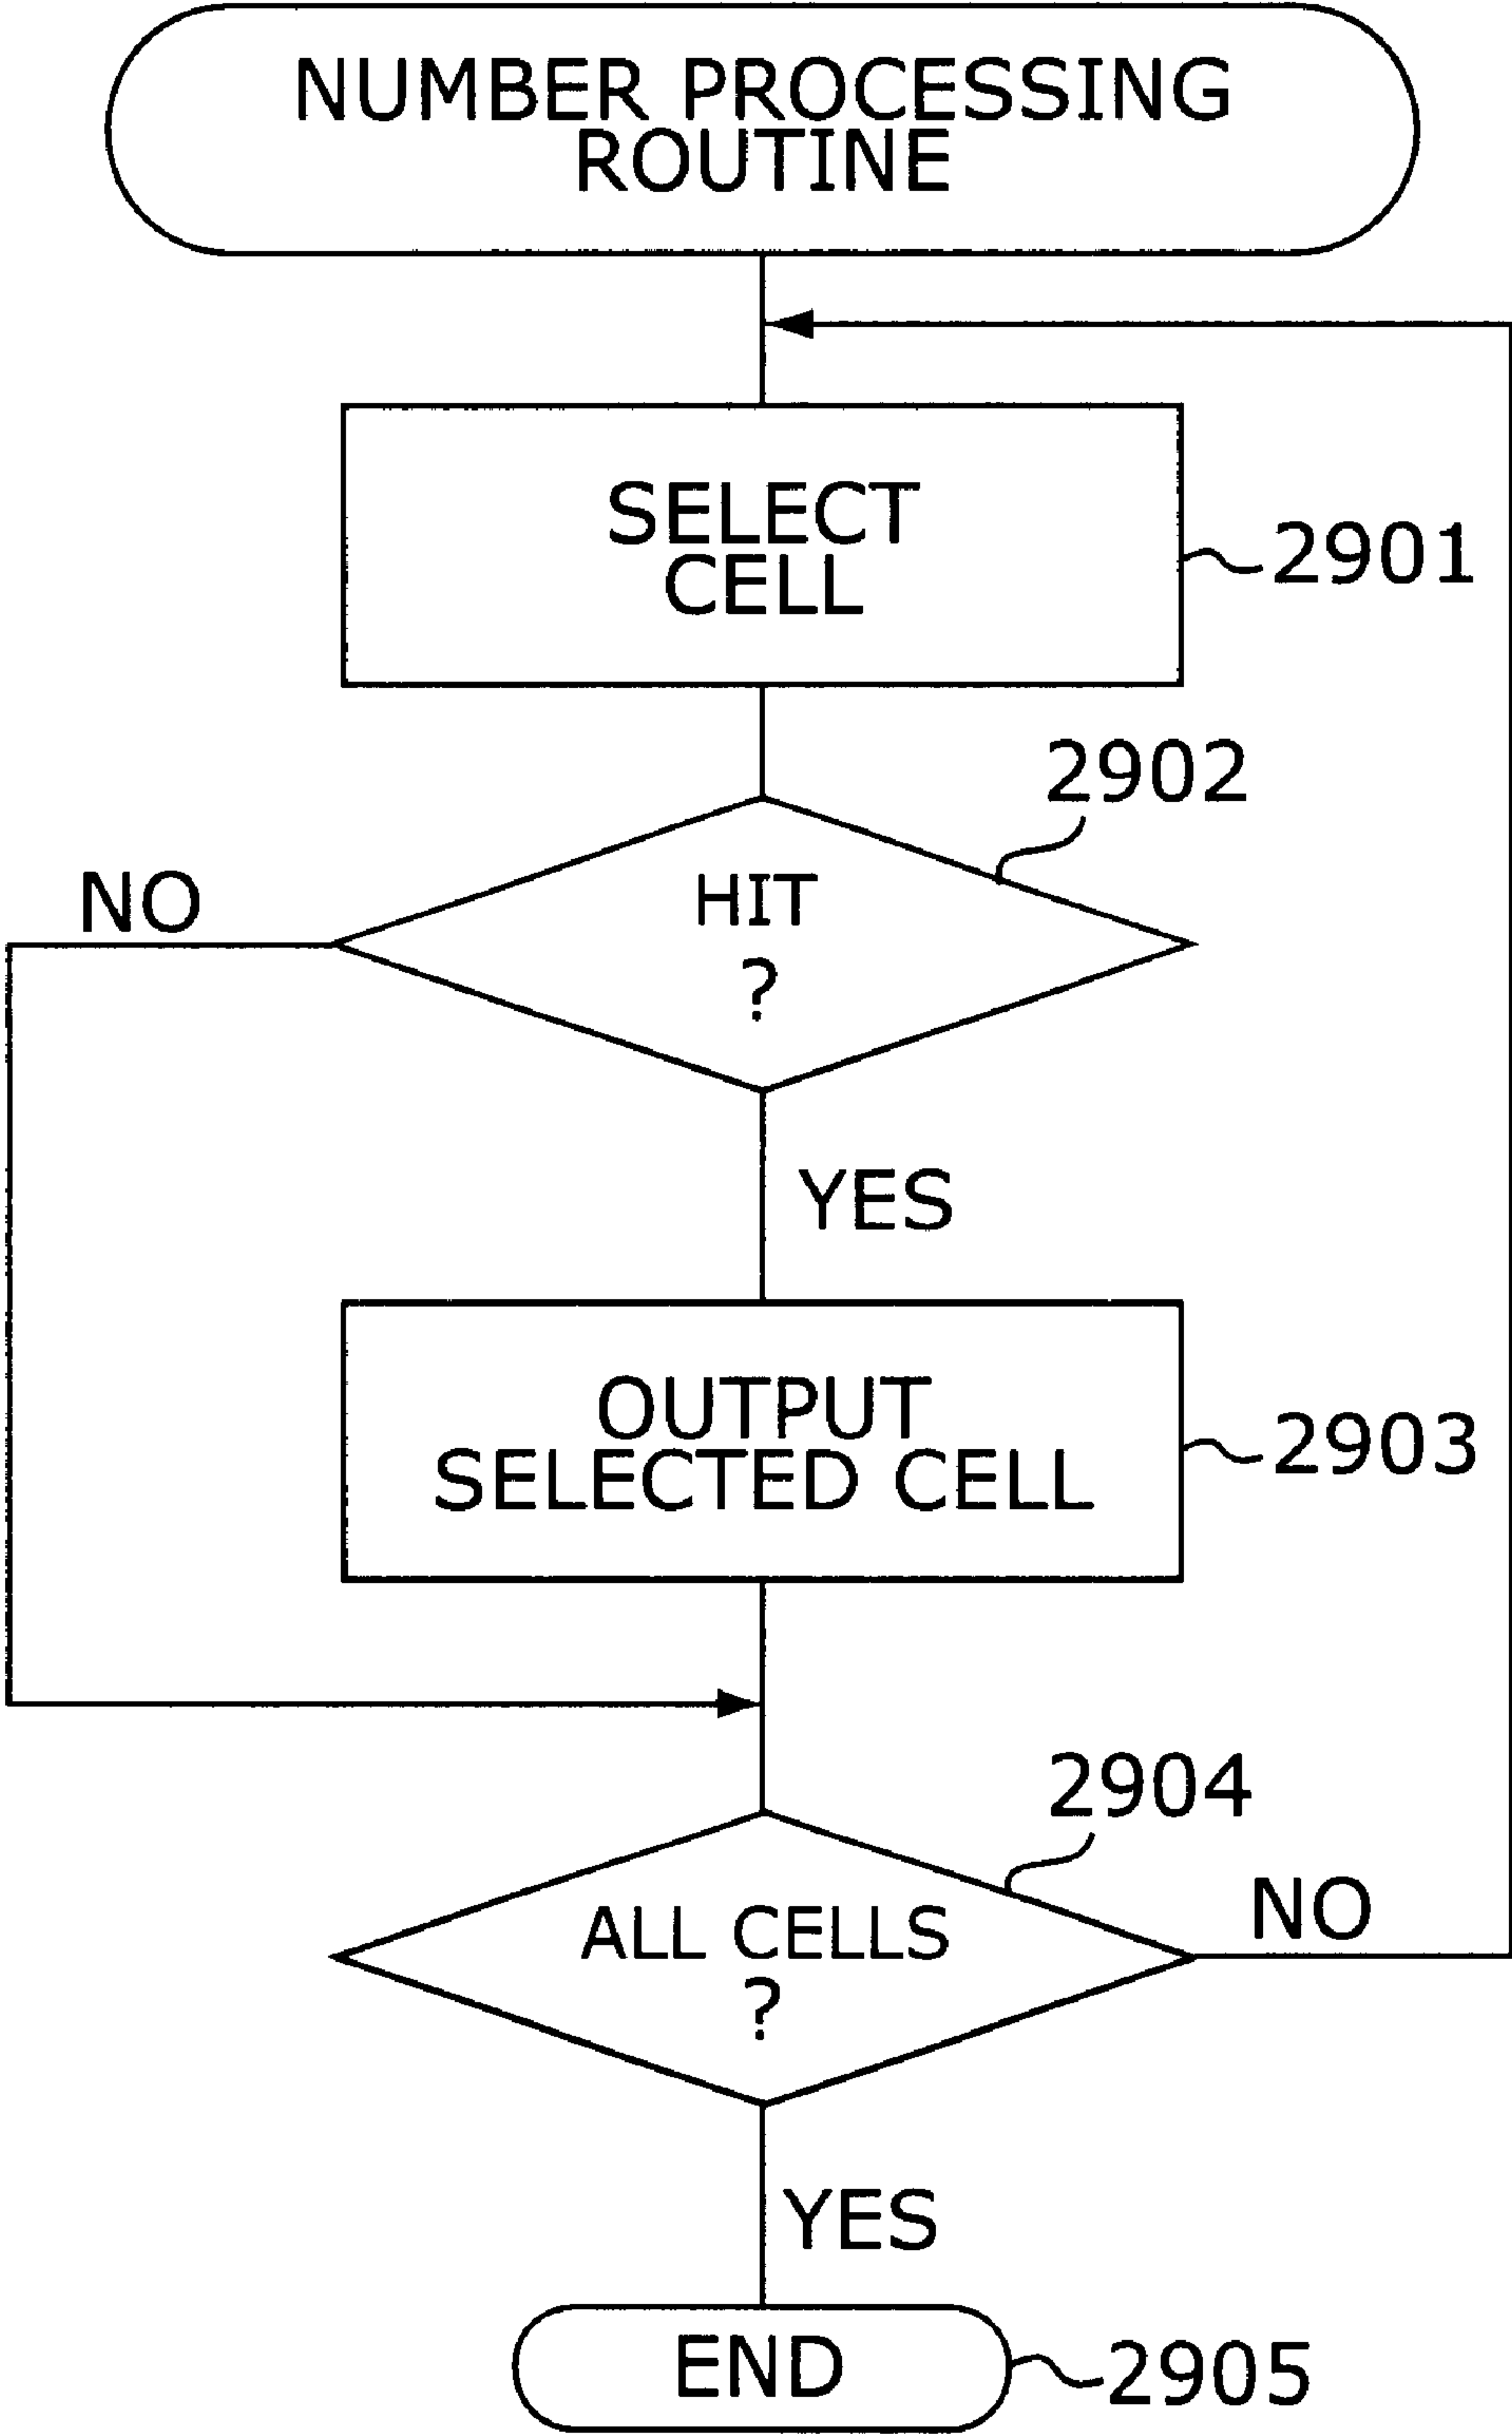 NUMBER PROCESSING
ROUTINE
SELECT
CELL
2901
2902
HIT
?
NO
YES
OUTPUT
SELECTED CELL
2903
2904
ALL CELLS
?
NO
YES
END
2905